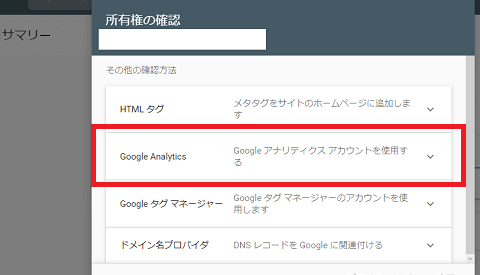 所有権の確認
サマリー
その他の確認方法
HTML タグ
メタタグをサイトのホームページに追加しま
す
Google Analytics
Google アナリティクス アカウントを使用す
る
Google タグ マネージャー
Google タグ マネージャーのアカウントを使
用します
ドメイン名プロバイダ
DNS レコードを Google に関連付ける